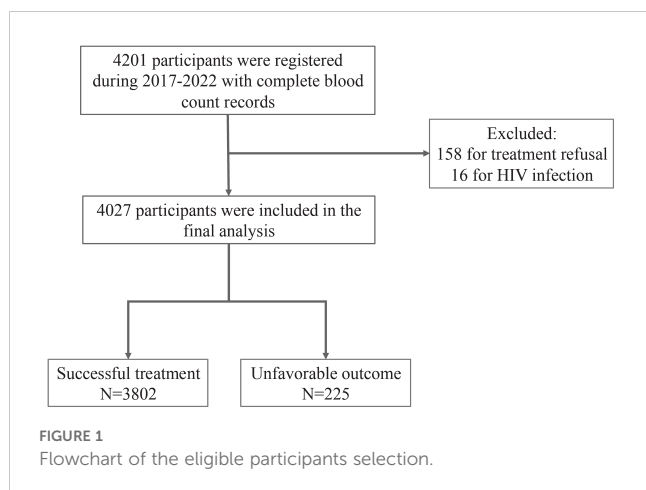 4201 participants were registered
during 2017-2022 with complete blood
count records
Excluded:
158 for treatment refusal
16 for HIV infection
4027 participants were included in the
final analysis
Successful treatment
N=3802
Unfavorable outcome
N=225
FIGURE 1
Flowchart of the eligible participants selection.